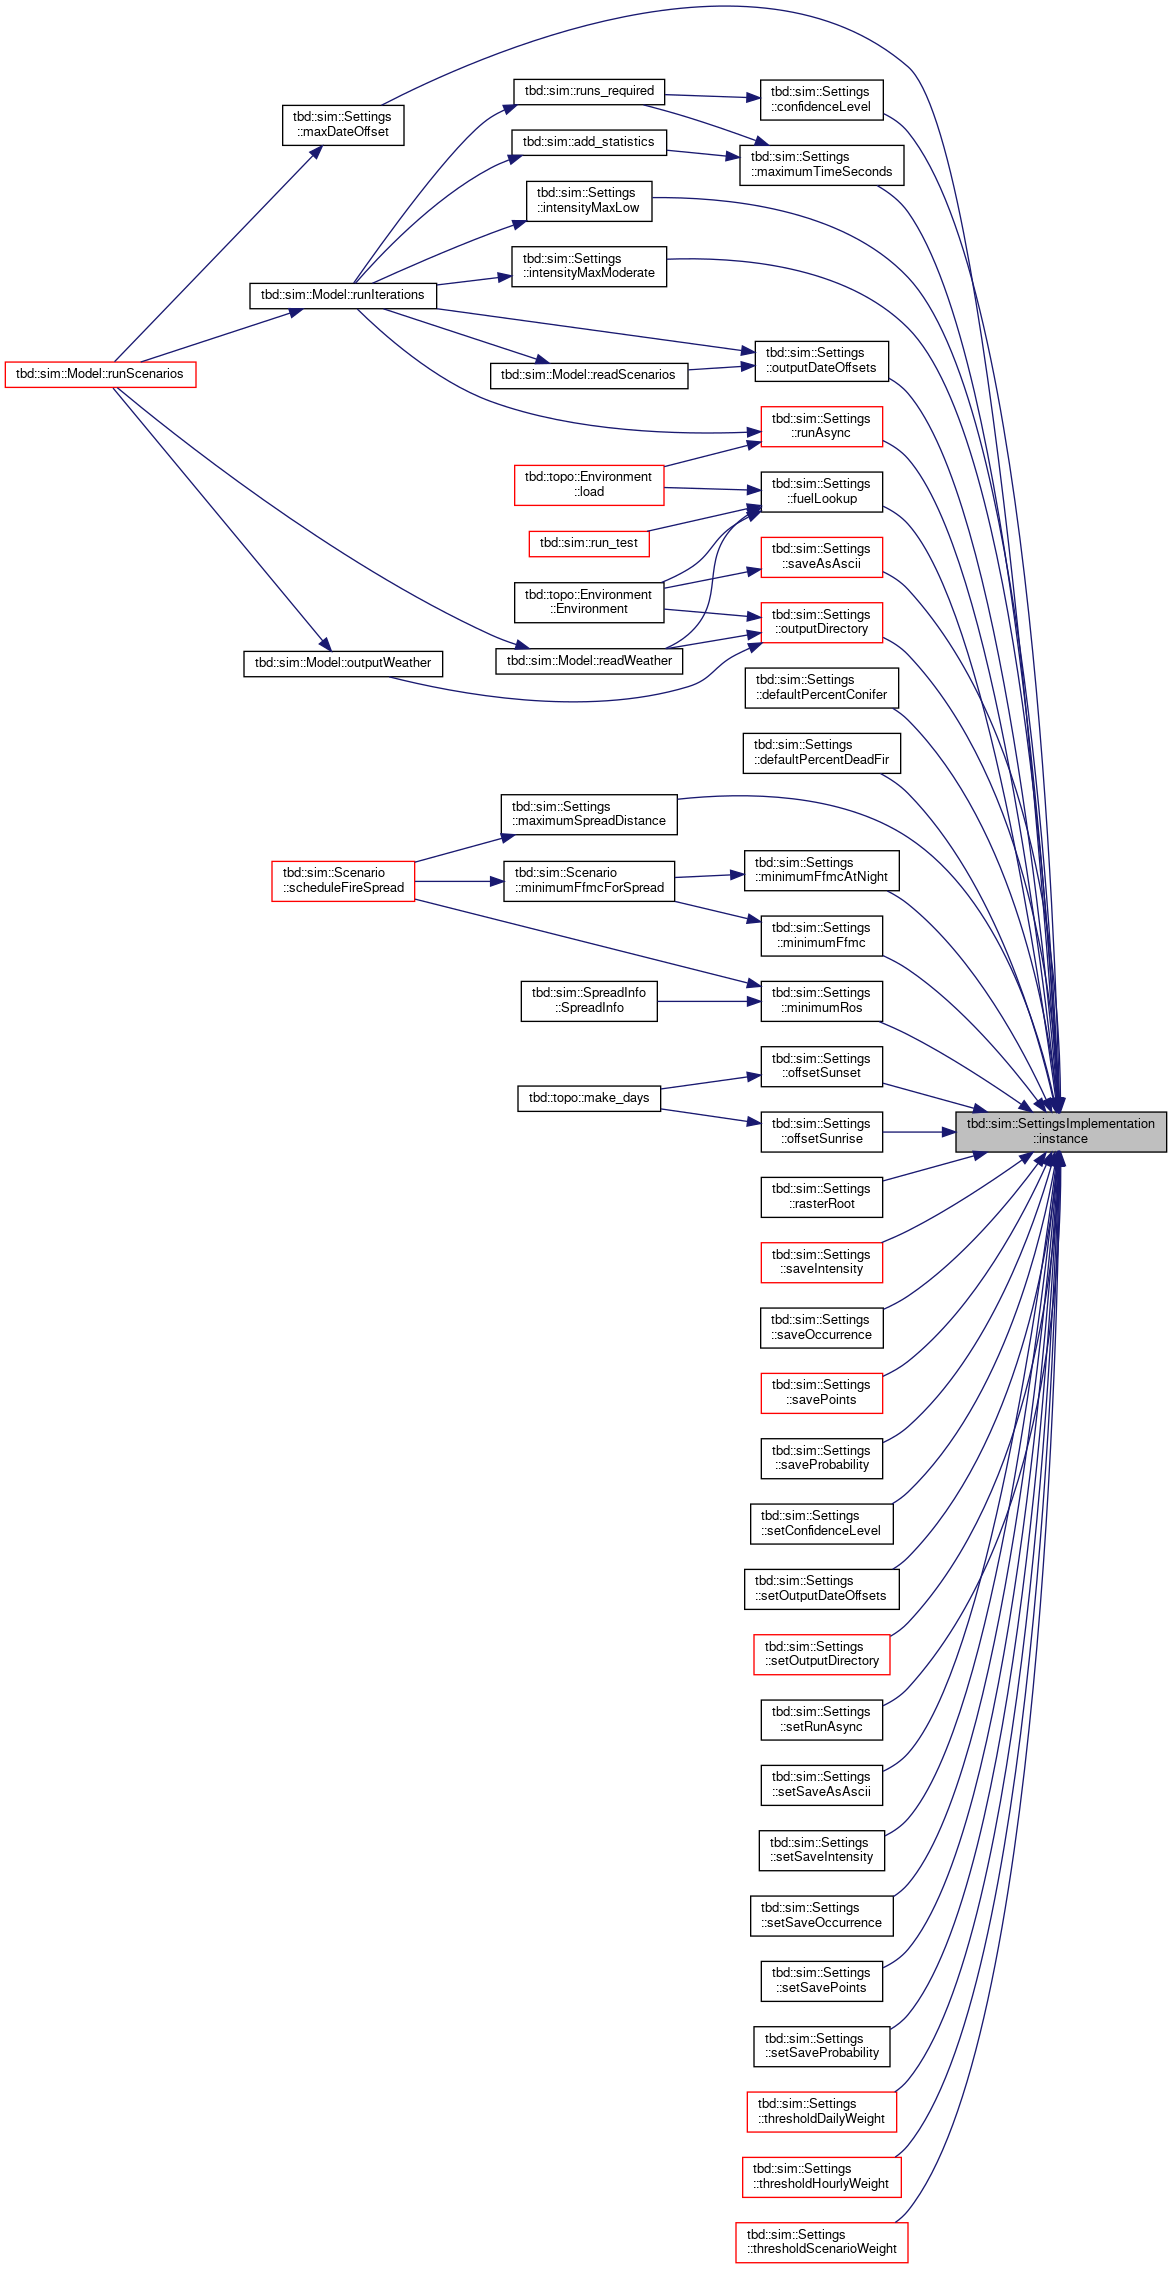 tbd::sim::Settings
::maxDateOffset
tbd::sim::runs_required
tbd::sim::Settings
::confidenceLevel
tbd::sim::add_statistics
tbd::sim::Settings
::maximumTimeSeconds
tbd::sim::Settings
::intensityMaxLow
tbd::sim::Settings
::intensityMaxModerate
tbd::sim::Model::runIterations
tbd::sim::Model::runScenarios
tbd::sim::Model::readScenarios
tbd::sim::Settings
::outputDateOffsets
tbd::sim::Settings
::runAsync
tbd::topo::Environment
::load
tbd::sim::Settings
::fuelLookup
tbd::sim::run_test
tbd::sim::Settings
::saveAsAscii
tbd::topo::Environment
::Environment
tbd::sim::Settings
::outputDirectory
tbd::sim::Model::outputWeather
tbd::sim::Model::readWeather
tbd::sim::Settings
::defaultPercentConifer
tbd::sim::Settings
::defaultPercentDeadFir
tbd::sim::Settings
::maximumSpreadDistance
tbd::sim::Scenario
::scheduleFireSpread
tbd::sim::Scenario
::minimumFfmcForSpread
tbd::sim::Settings
::minimumFfmcAtNight
tbd::sim::Settings
::minimumFfmc
tbd::sim::SpreadInfo
::SpreadInfo
tbd::sim::Settings
::minimumRos
tbd::sim::Settings
::offsetSunset
tbd::topo::make_days
tbd::sim::Settings
::offsetSunrise
tbd::sim::SettingsImplementation
::instance
tbd::sim::Settings
::rasterRoot
tbd::sim::Settings
::saveIntensity
tbd::sim::Settings
::saveOccurrence
tbd::sim::Settings
::savePoints
tbd::sim::Settings
::saveProbability
tbd::sim::Settings
::setConfidenceLevel
tbd::sim::Settings
::setOutputDateOffsets
tbd::sim::Settings
::setOutputDirectory
tbd::sim::Settings
::setRunAsync
tbd::sim::Settings
::setSaveAsAscii
tbd::sim::Settings
::setSaveIntensity
tbd::sim::Settings
::setSaveOccurrence
tbd::sim::Settings
::setSavePoints
tbd::sim::Settings
::setSaveProbability
tbd::sim::Settings
::thresholdDailyWeight
tbd::sim::Settings
::thresholdHourlyWeight
tbd::sim::Settings
::thresholdScenarioWeight